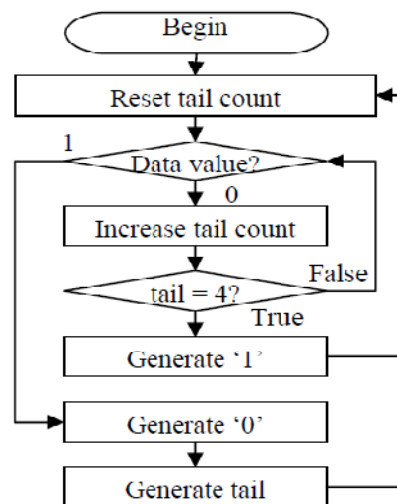 Begin
Reset tail count
1
Data value?
0
Increase tail count
False
tail = 4?
True
Generate ‘1’
Generate ‘0’
Generate tail